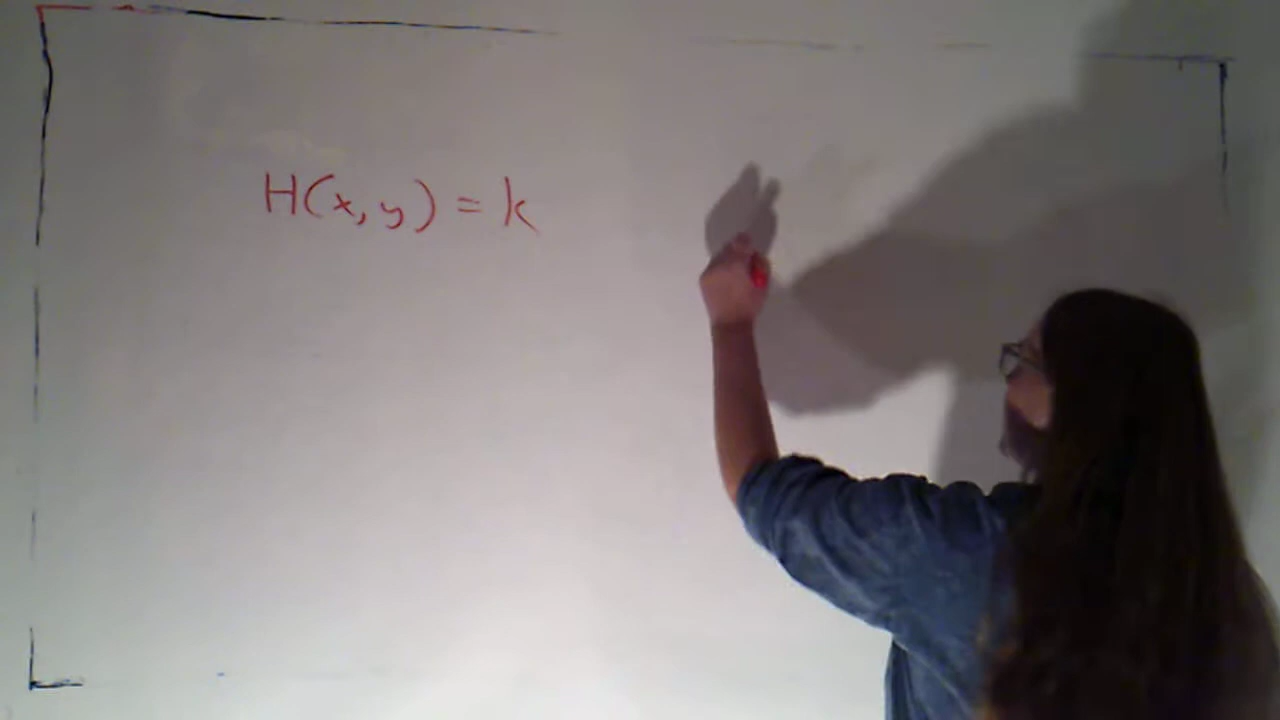 H(x, y) = k